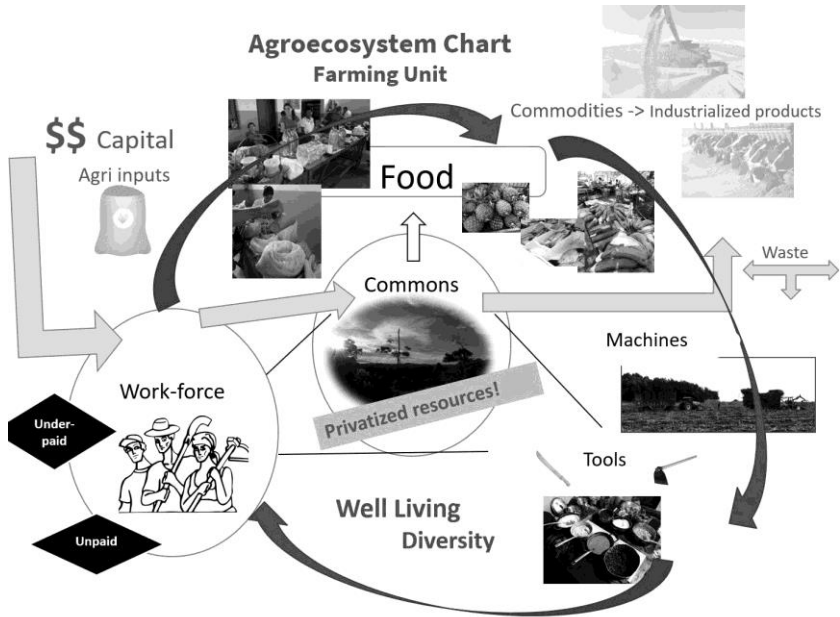 Agroecosystem Chart
Farming Unit
Commodities -> Industrialized products
$$ Capital
Agri inputs
Food
Waste
Commons
Machines
Work-force
Privatized resources!
Under-
paid
Tools
Well Living
Diversity
Unpaid